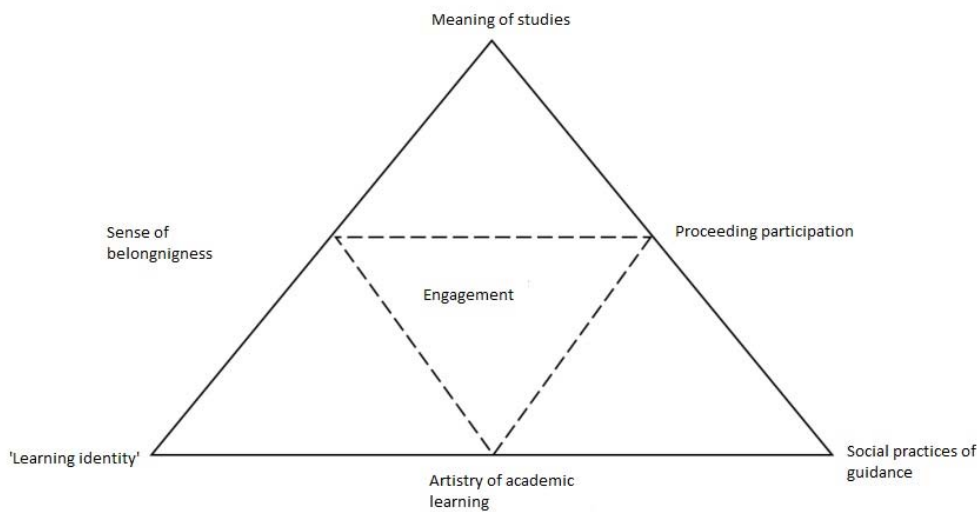 Meaning of studies
Sense of
belongnigness
Proceeding participation
Engagement
'Learning identity'
Artistry of academic
learning
Social practices of
guidance